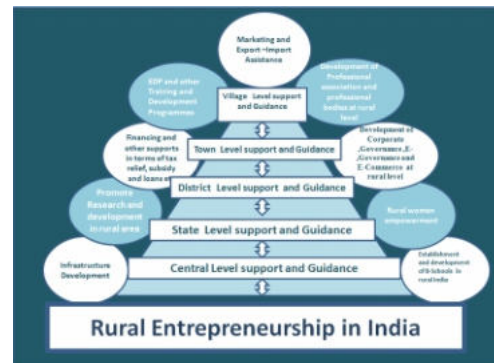 Marketing and
Export –Import
Assistance
EDP and other
Training and
Development
Programmes
Development of
Professional
association and
professional
bodies at rural
level
Village Level support
and Guidance
Financing and
other supports
in terms of tax
relief, subsidy
and loans et
Town Level support and Guidance
Development of
Corporate
,Governance, E-
,Governance and
E-Commerce at
rural level
District Level support and Guidance
Promote
Research and
development
in rural area
Rural women
empowerment
State Level support and Guidance
Infrastructure
Development
Central Level support and Guidance
Establishment
and development
of B-Schools in
rural India
Rural Entrepreneurship in India